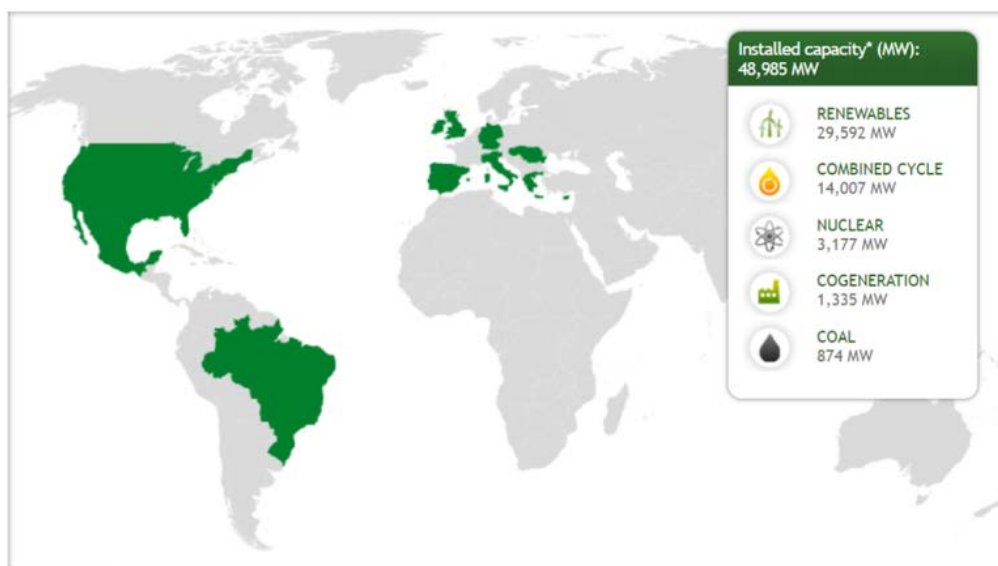 Installed capacity* (MW):
48,985 MW
RENEWABLES
29,592 MW
COMBINED CYCLE
14,007 MW
NUCLEAR
3,177 MW
COGENERATION
1,335 MW
COAL
874 MW